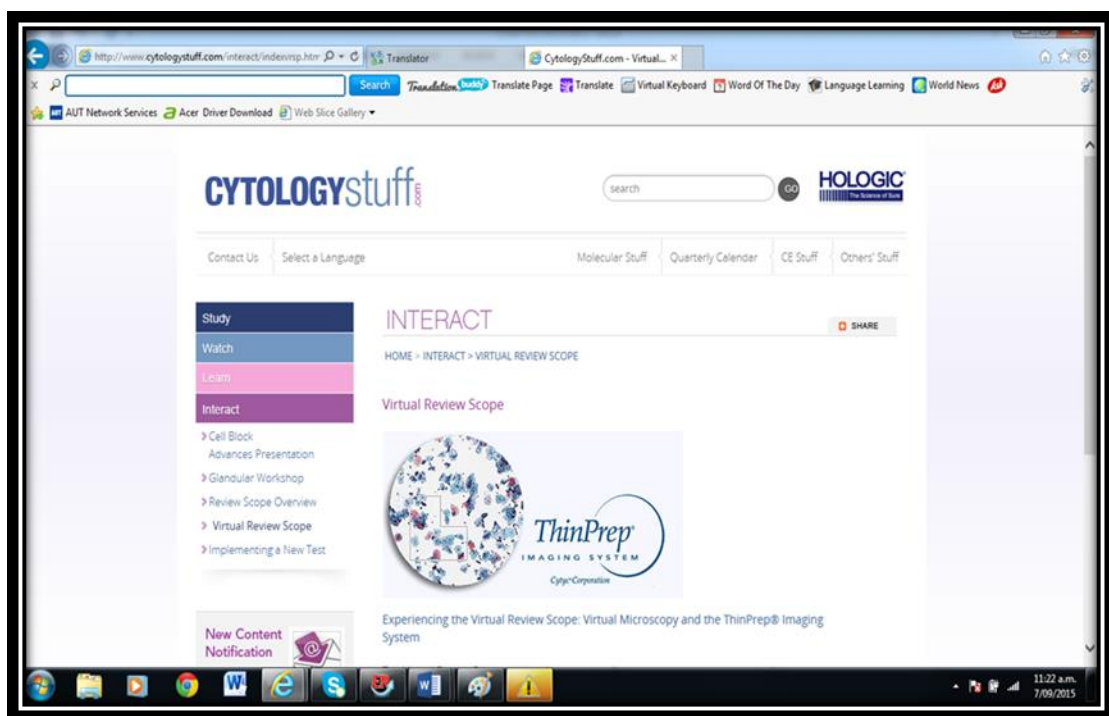 http://www.cytologystuff.com/interact/indexvrsp.htm
Translator
CytologyStuff.com - Virtual...
Search
Translation Buddy
Translate Page
Translate
Virtual Keyboard
Word Of The Day
Language Learning
World News
AUT Network Services
Acer Driver Download
Web Slice Gallery
CYTOLOGYstuff.com
search
GO
HOLOGIC
The Science of Sure
Contact Us
Select a Language
Molecular Stuff
Quarterly Calendar
CE Stuff
Others' Stuff
Study
Watch
Learn
Interact
Cell Block
Advances Presentation
Glandular Workshop
Review Scope Overview
Virtual Review Scope
Implementing a New Test
New Content
Notification
INTERACT
SHARE
HOME > INTERACT > VIRTUAL REVIEW SCOPE
Virtual Review Scope
ThinPrep®
IMAGING SYSTEM
Cytyc Corporation
Experiencing the Virtual Review Scope: Virtual Microscopy and the ThinPrep® Imaging
System
11:22 a.m.
7/09/2015